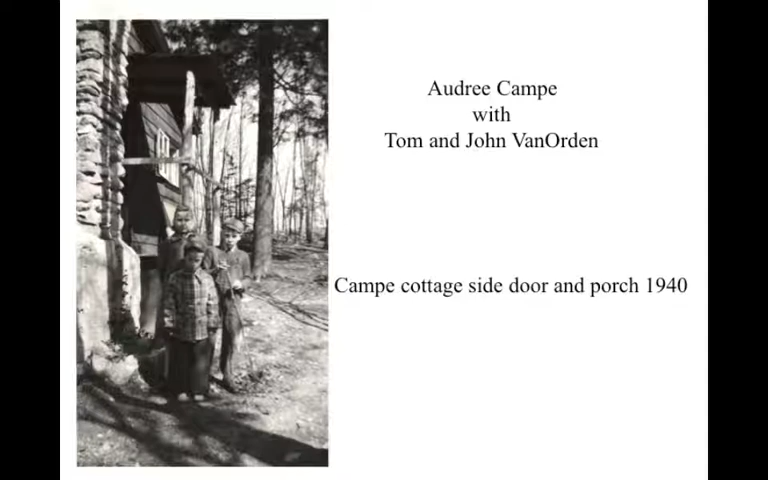 Audree Campe
with
Tom and John VanOrden
Campe cottage side door and porch 1940